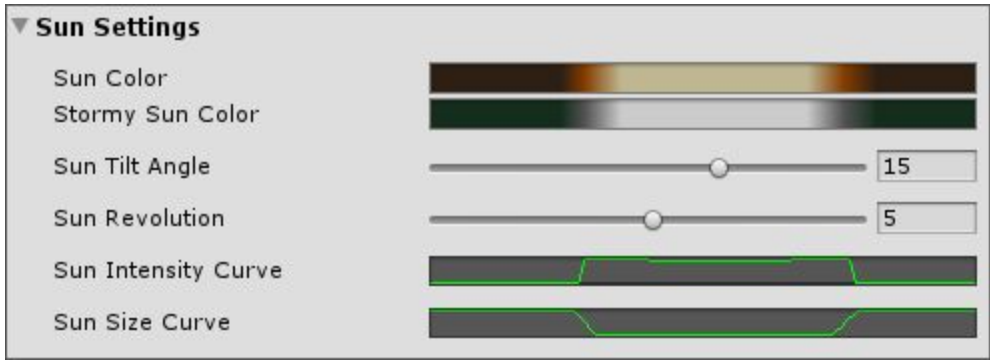 Sun Settings
Sun Color
Stormy Sun Color
Sun Tilt Angle 15
Sun Revolution 5
Sun Intensity Curve
Sun Size Curve